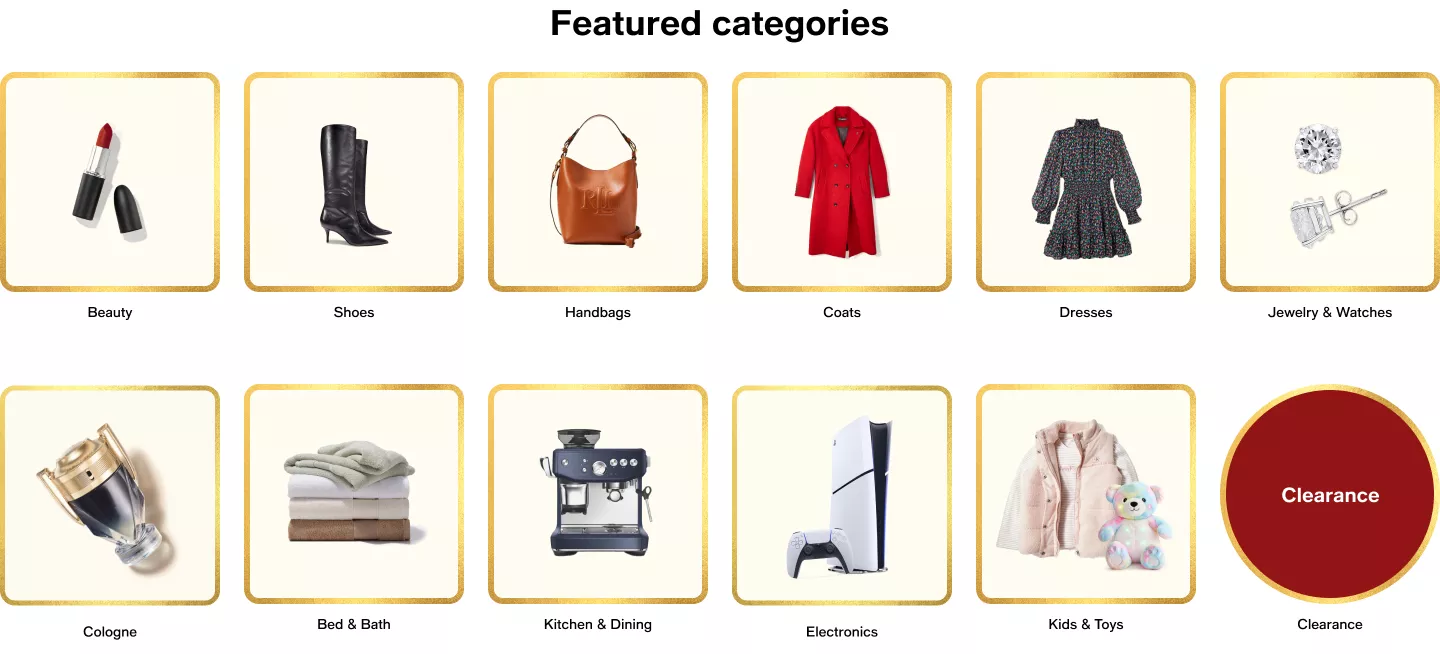 Featured categories
RLL
Beauty
Shoes
Handbags
Coats
Dresses
Jewelry & Watches
Clearance
Cologne
Bed & Bath
Kitchen & Dining
Electronics
Kids & Toys
Clearance